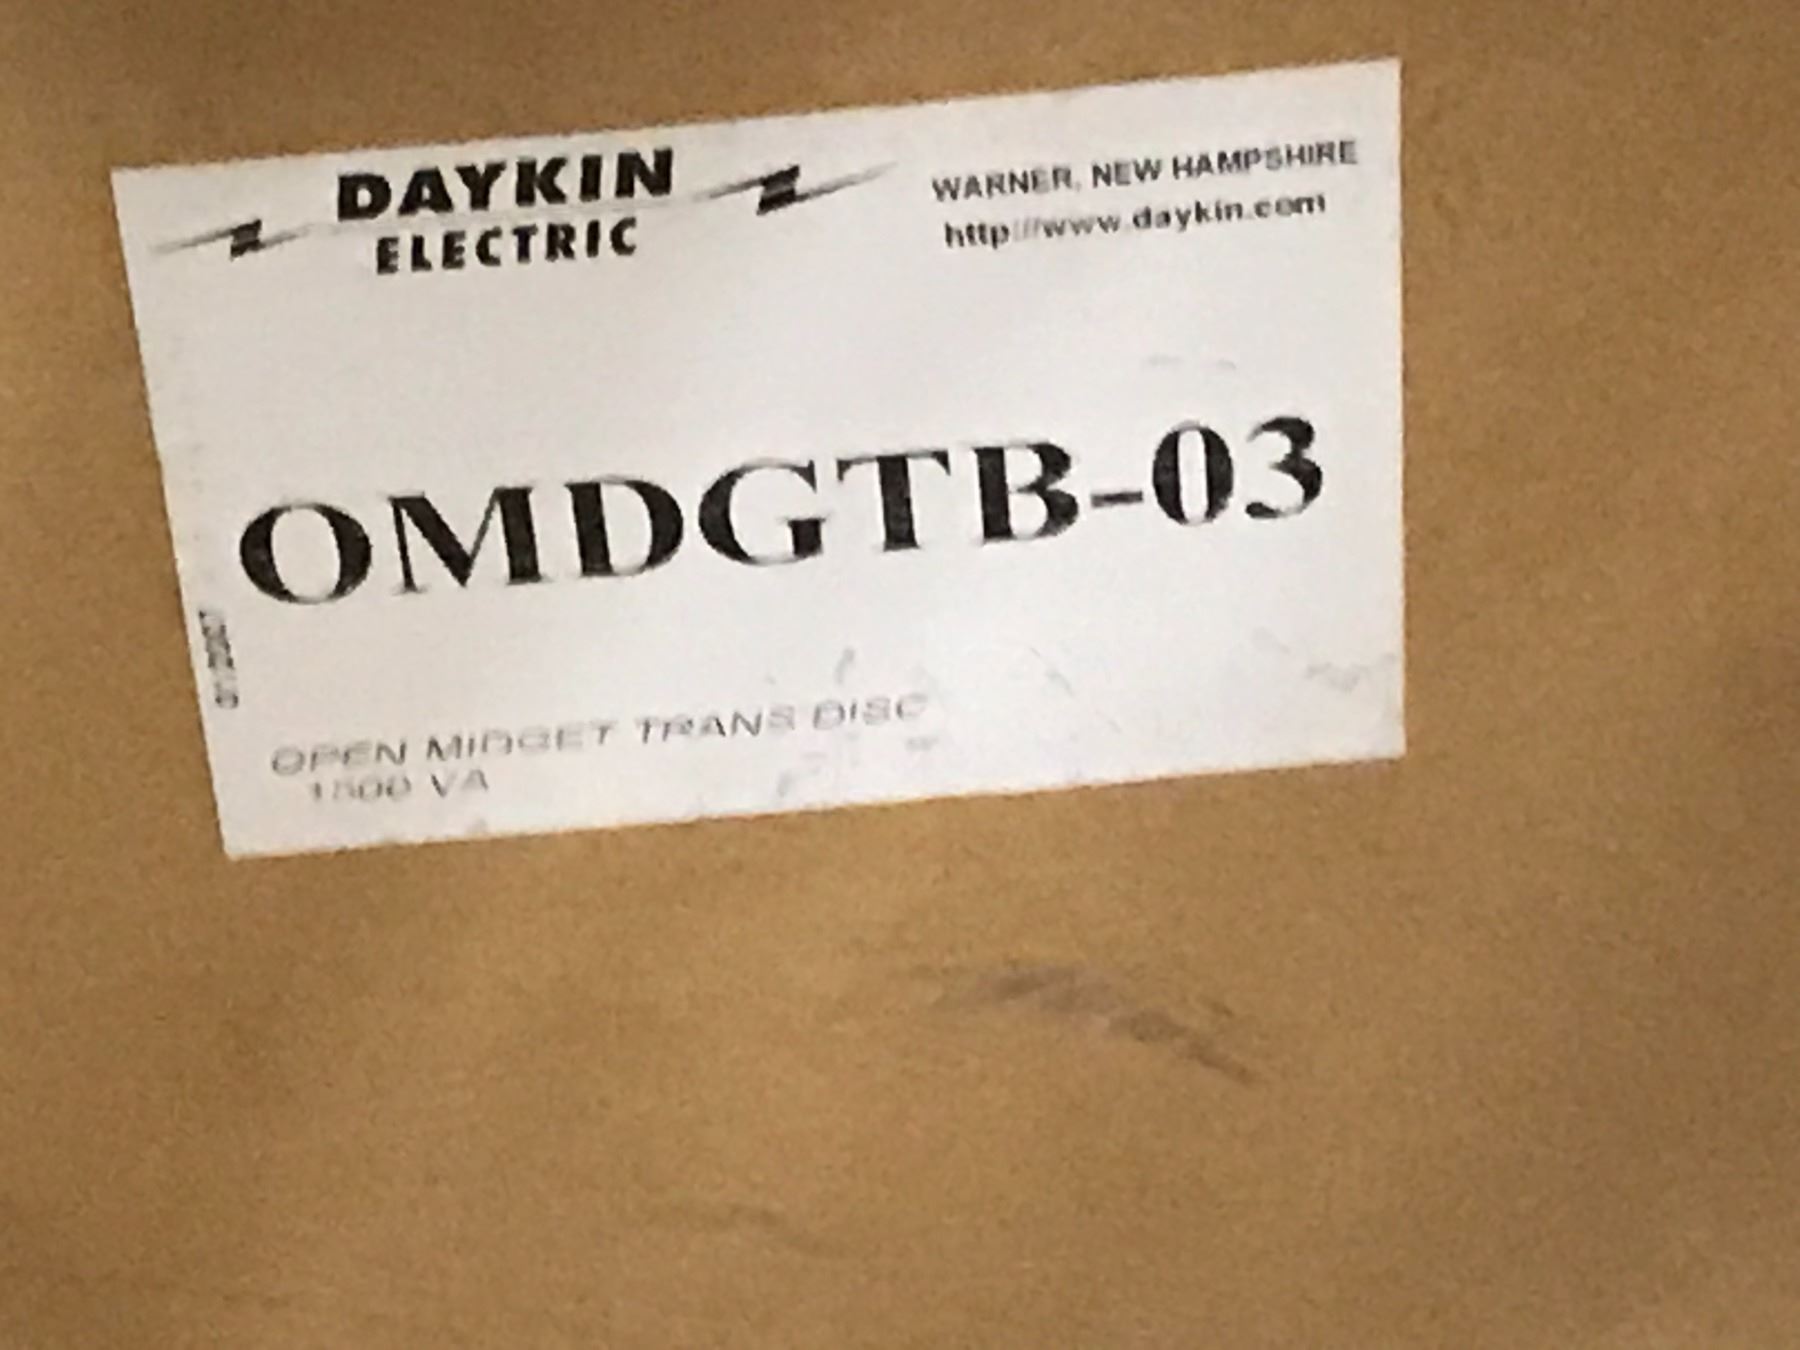 DAYKIN
ELECTRIC
WARNER, NEW HAMPSHIRE
http://www.daykin.com
OMDGTB-03
OPEN MIDGET TRANS DISC
1500 VA